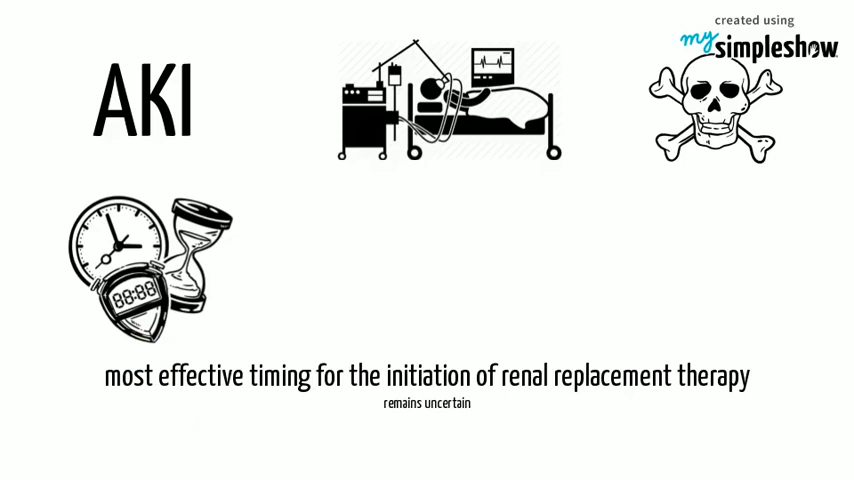 created using
my simpleshow.
AKI
88:88
most effective timing for the initiation of renal replacement therapy
remains uncertain